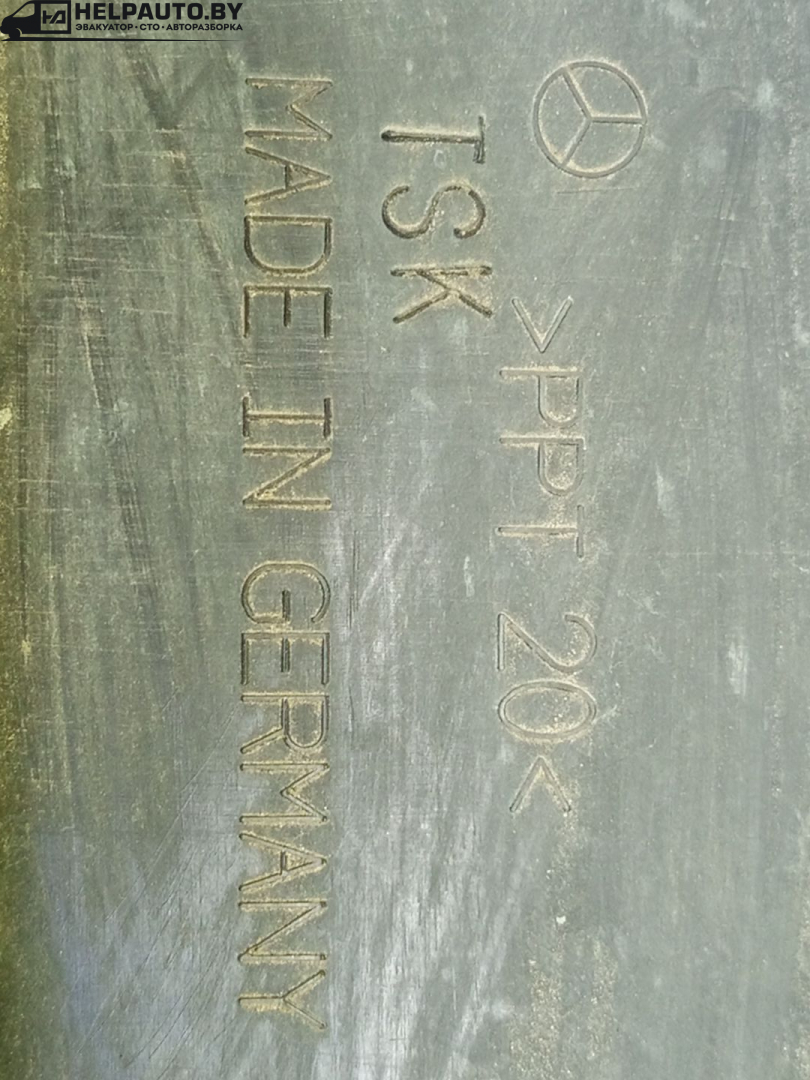 HELPAUTO.BY
ЭВАКУАТОР • СТО • АВТОРАЗБОРКА
>PPT 20<
TSK
MADE IN GERMANY